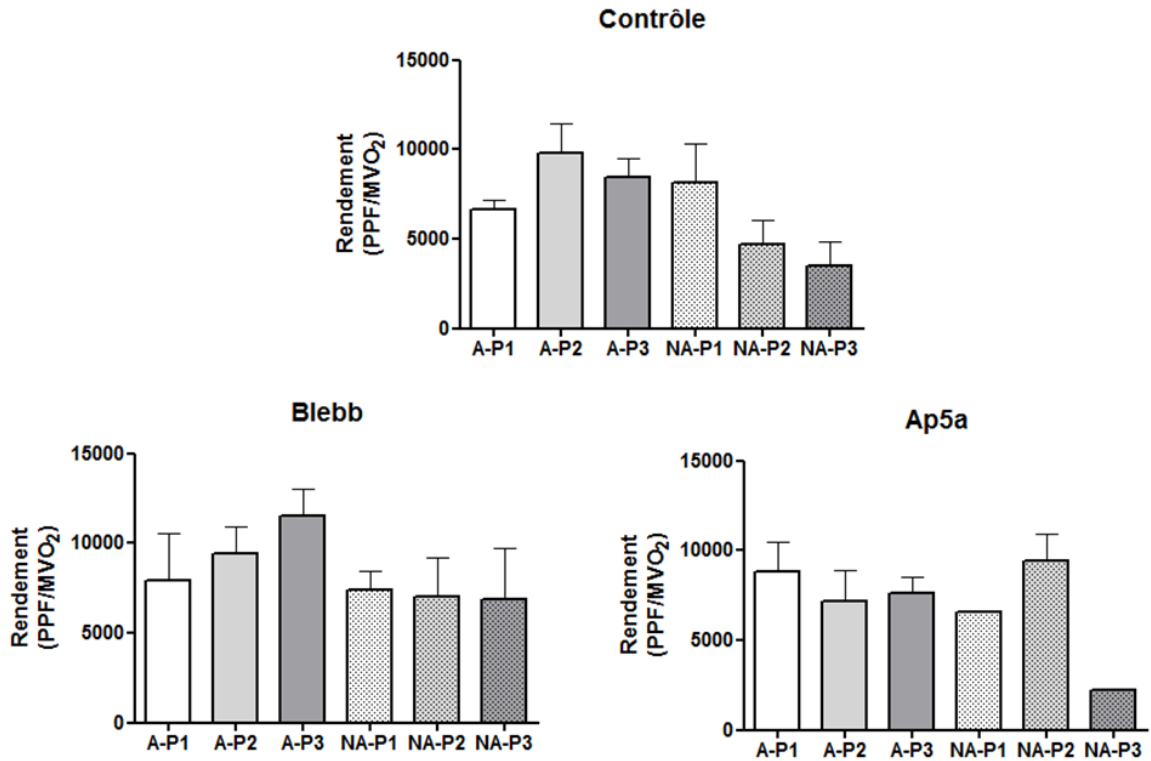 Contrôle
Rendement
(PPF/MVO₂)
15000
10000
5000
0
A-P1 A-P2 A-P3 NA-P1 NA-P2 NA-P3
Blebb
Rendement
(PPF/MVO₂)
15000
10000
5000
0
A-P1 A-P2 A-P3 NA-P1 NA-P2 NA-P3
Ap5a
Rendement
(PPF/MVO₂)
15000
10000
5000
0
A-P1 A-P2 A-P3 NA-P1 NA-P2 NA-P3